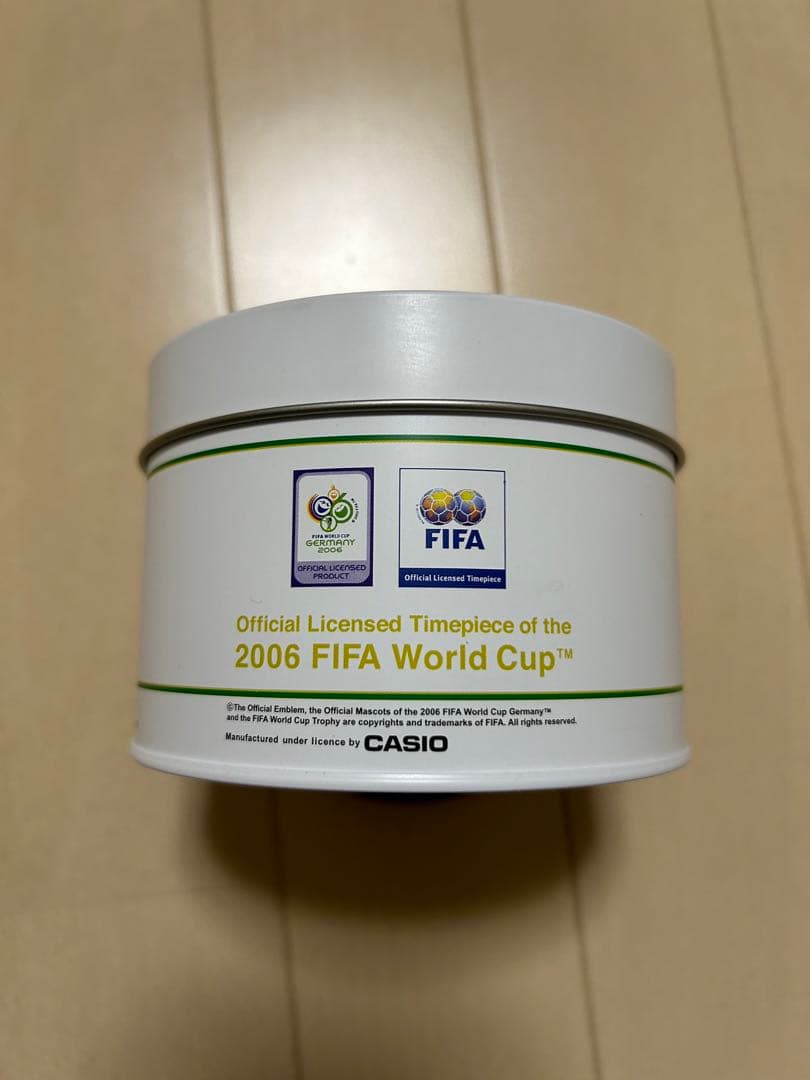 FIFA WORLD CUP
GERMANY
2006
OFFICIAL LICENSED
PRODUCT
FIFA
Official Licensed Timepiece
Official Licensed Timepiece of the
2006 FIFA World Cup™
©The Official Emblem, the Official Mascots of the 2006 FIFA World Cup Germany™
and the FIFA World Cup Trophy are copyrights and trademarks of FIFA. All rights reserved.
Manufactured under licence by CASIO